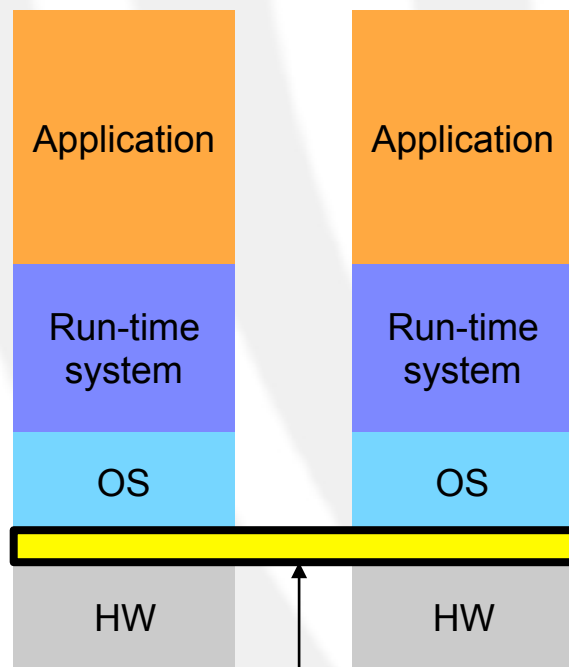 Application
Application
Run-time
system
Run-time
system
OS
OS
HW
HW